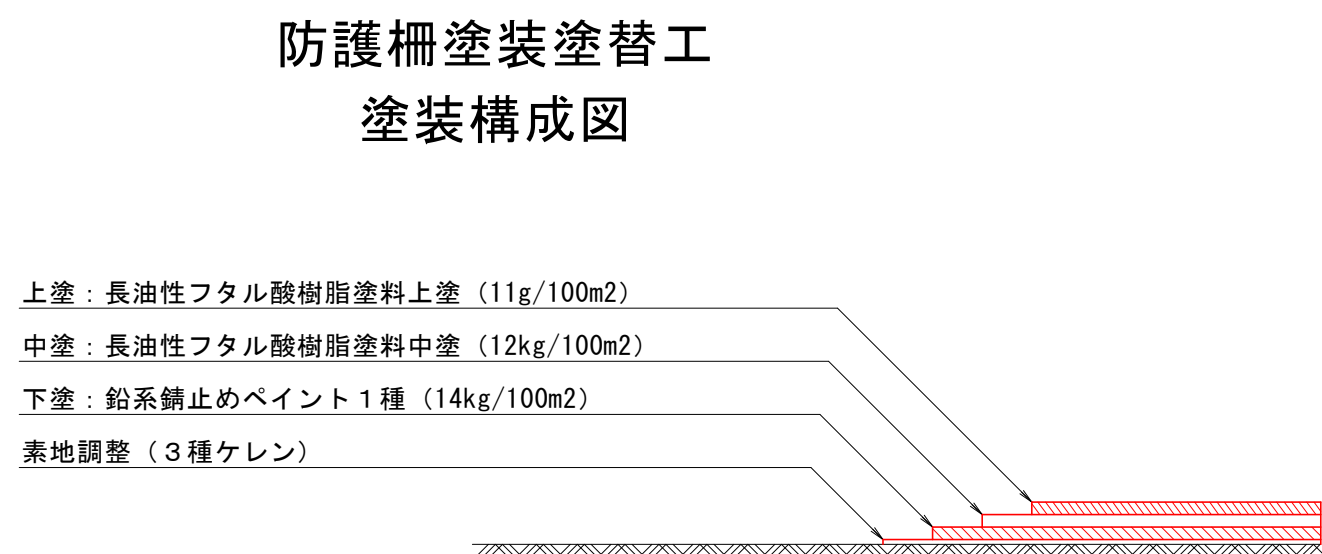 防護柵塗装塗替工
塗装構成図
上塗：長油性フタル酸樹脂塗料上塗（11g/100m2）
中塗：長油性フタル酸樹脂塗料中塗（12kg/100m2）
下塗：鉛系錆止めペイント１種（14kg/100m2）
素地調整（３種ケレン）